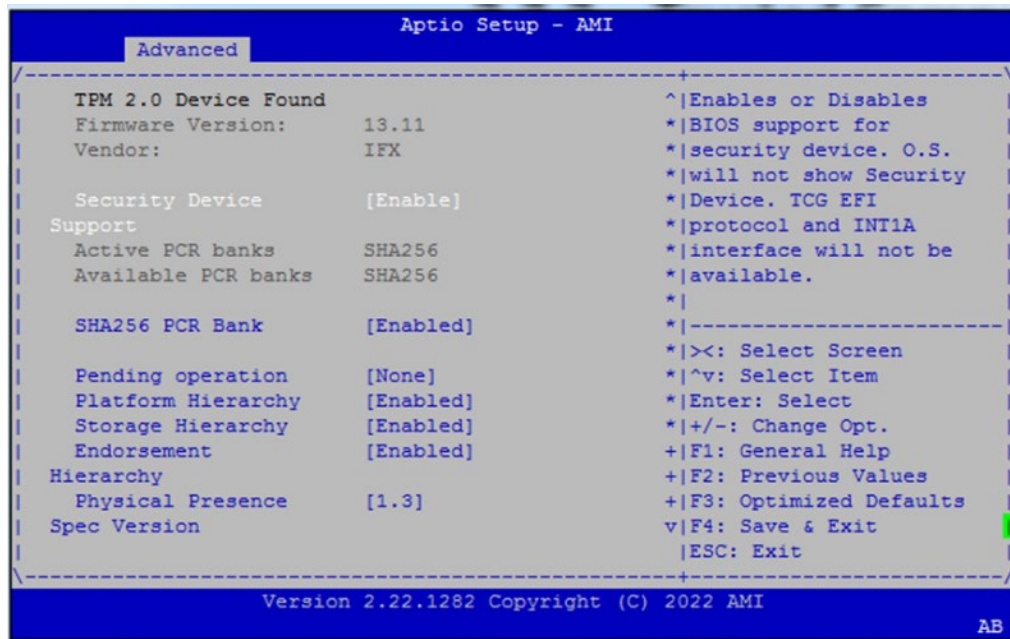 Aptio Setup - AMI
Advanced
TPM 2.0 Device Found
Firmware Version: 13.11
Vendor: IFX
Security Device [Enable]
Support
Active PCR banks SHA256
Available PCR banks SHA256
SHA256 PCR Bank [Enabled]
Pending operation [None]
Platform Hierarchy [Enabled]
Storage Hierarchy [Enabled]
Endorsement [Enabled]
Hierarchy
Physical Presence [1.3]
Spec Version
Enables or Disables
BIOS support for
security device. O.S.
will not show Security
Device. TCG EFI
protocol and INT1A
interface will not be
available.
><: Select Screen
^v: Select Item
Enter: Select
+/-: Change Opt.
F1: General Help
F2: Previous Values
F3: Optimized Defaults
F4: Save & Exit
ESC: Exit
Version 2.22.1282 Copyright (C) 2022 AMI
AB